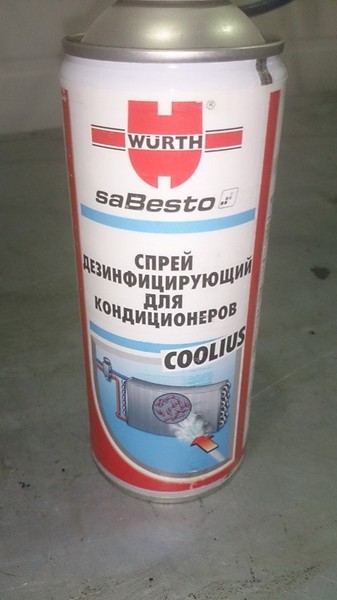 WÜRTH
®
saBesto
СПРЕЙ
ДЕЗИНФИЦИРУЮЩИЙ
ДЛЯ
КОНДИЦИОНЕРОВ
COOLIUS